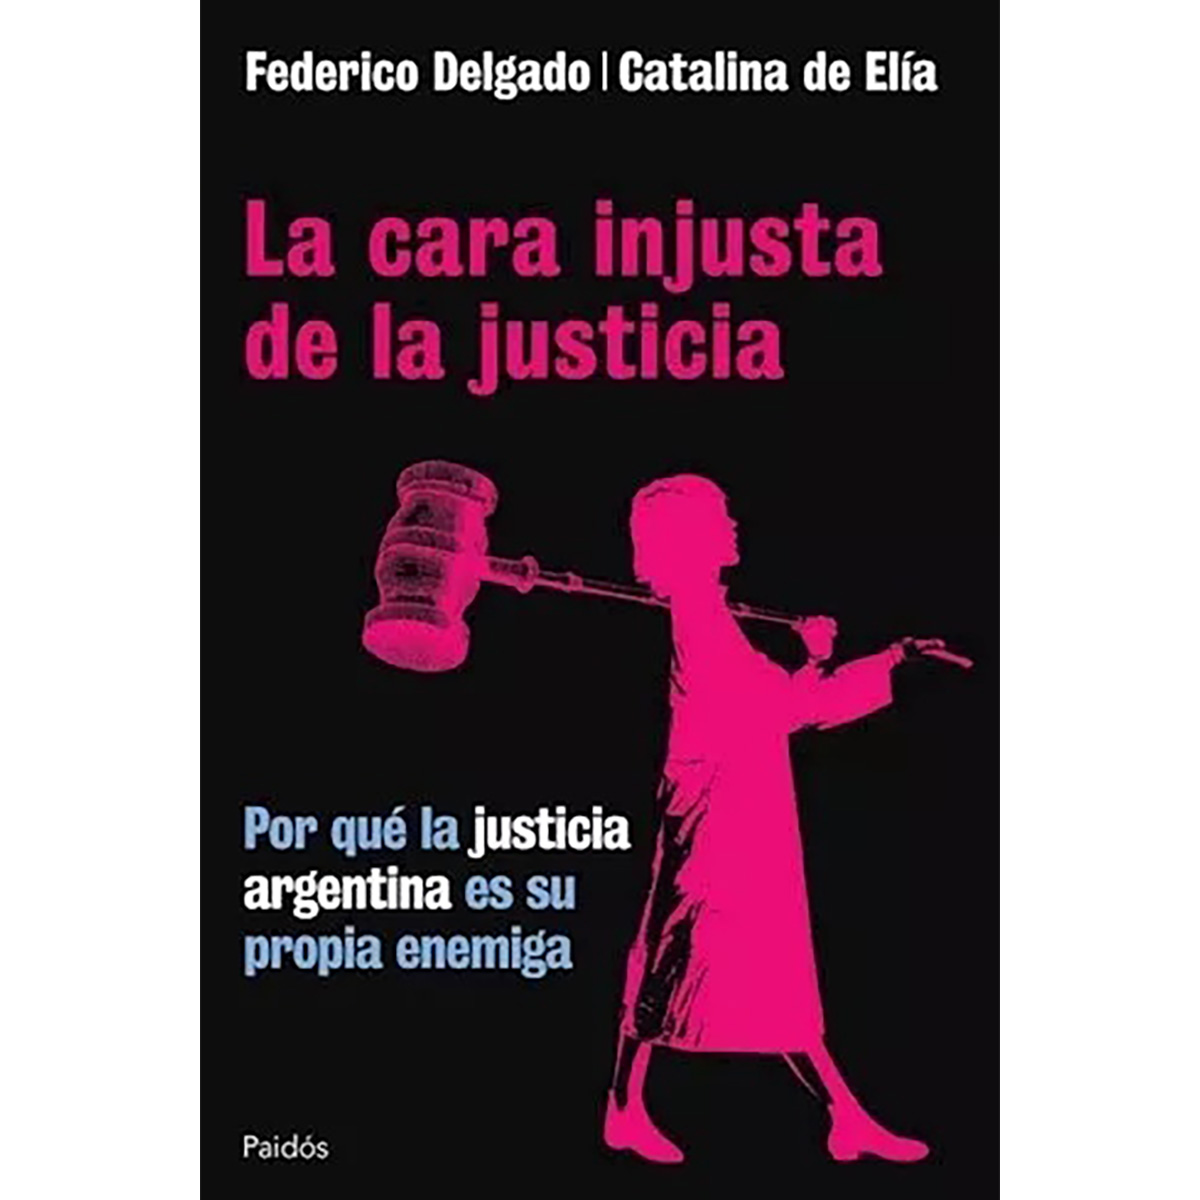 Federico Delgado | Catalina de Elía
La cara injusta
de la justicia
Por qué la justicia
argentina es su
propia enemiga
Paidós